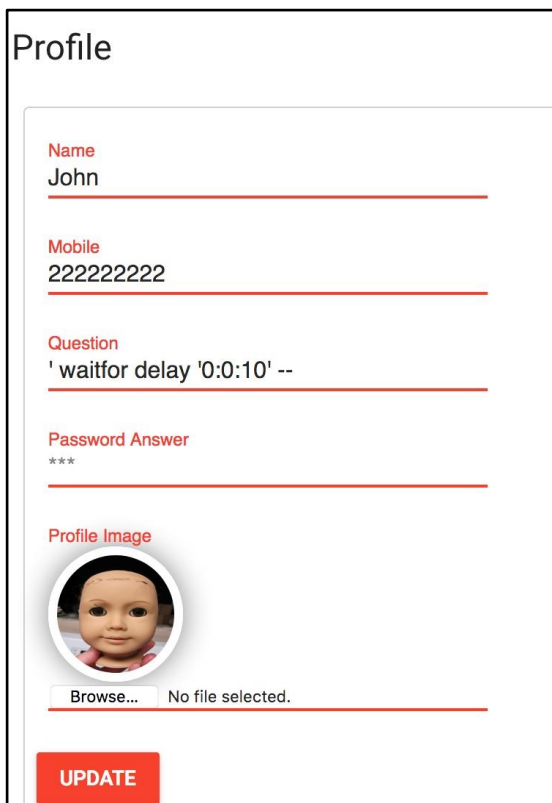 Profile
Name
John
Mobile
222222222
Question
' waitfor delay '0:0:10' --
Password Answer
***
Profile Image
Browse... No file selected.
UPDATE